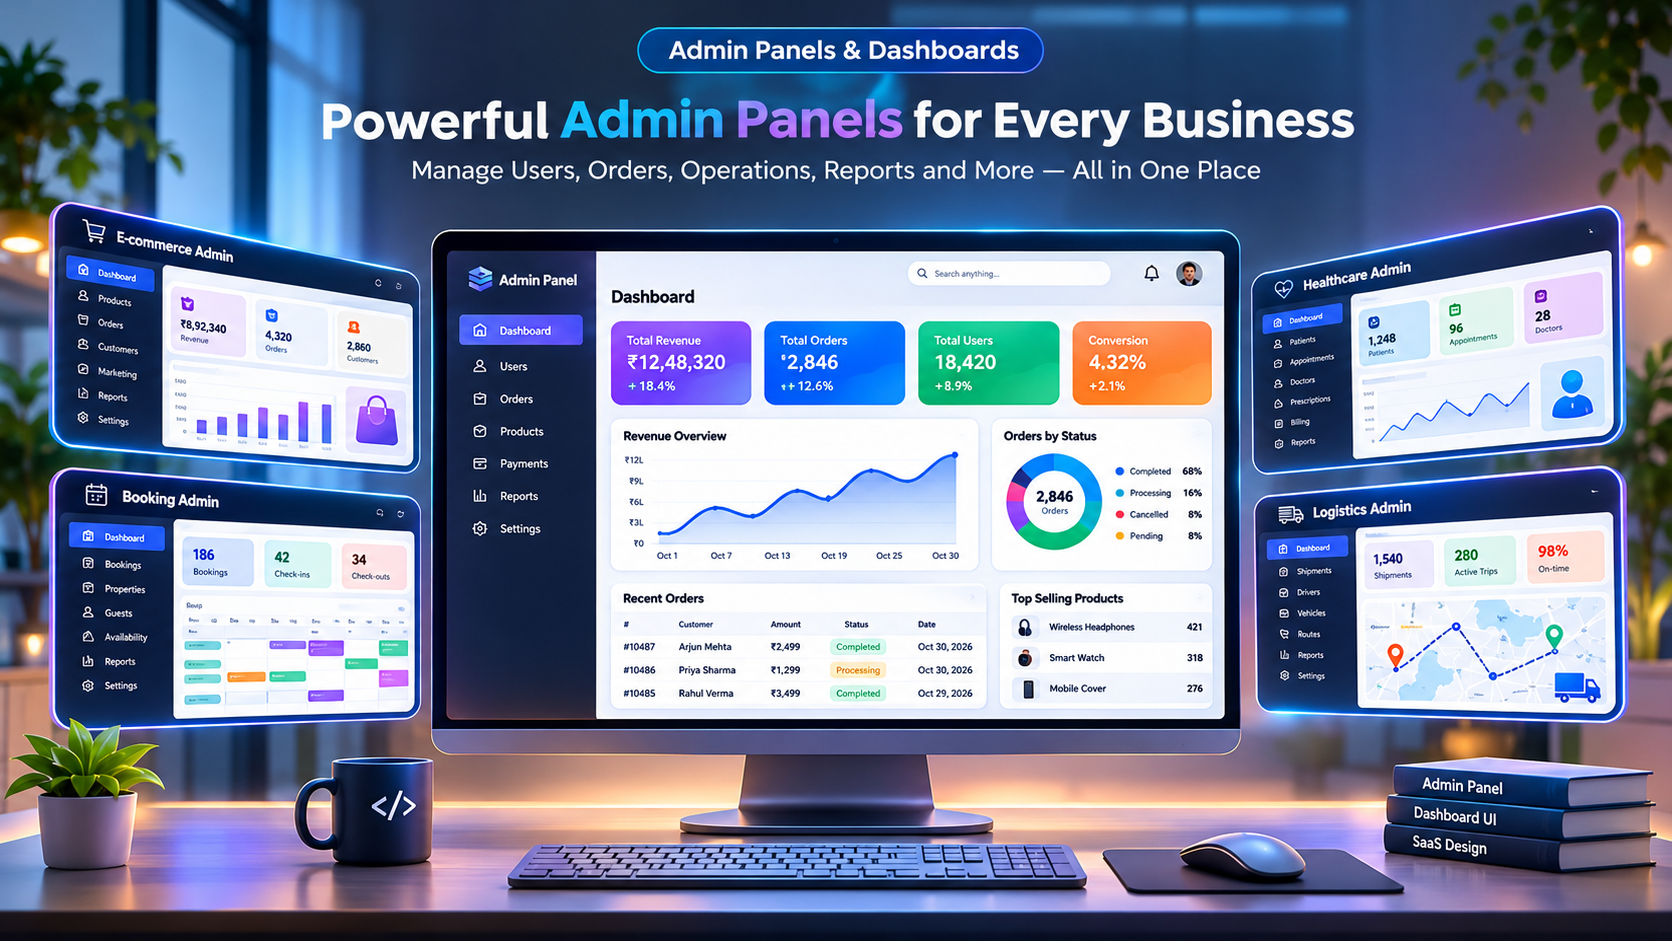 Admin Panels & Dashboards
Powerful Admin Panels for Every Business
Manage Users, Orders, Operations, Reports and More — All in One Place
E-commerce Admin
Dashboard
Products
Orders
Customers
Marketing
Reports
Settings
₹8,92,340
Revenue
4,320
Orders
2,860
Customers
Booking Admin
Dashboard
Bookings
Properties
Guests
Availability
Reports
Settings
186
Bookings
42
Check-ins
34
Check-outs
Admin Panel
Dashboard
Users
Orders
Products
Payments
Reports
Settings
Search anything...
Dashboard
Total Revenue
₹12,48,320
+18.4%
Total Orders
2,846
+12.6%
Total Users
18,420
+8.9%
Conversion
4,32%
+2.1%
Revenue Overview
₹12L
₹9L
₹6L
₹3L
₹0
Oct 1 Oct 7 Oct 13 Oct 19 Oct 25 Oct 30
Orders by Status
2,846
Orders
Completed 68%
Processing 16%
Cancelled 8%
Pending 8%
Recent Orders
# Customer Amount Status Date
#10487 Arjun Mehta ₹2,499 Completed Oct 30, 2026
#10486 Priya Sharma ₹1,299 Processing Oct 30, 2026
#10485 Rahul Verma ₹3,499 Completed Oct 29, 2026
Top Selling Products
Wireless Headphones 421
Smart Watch 318
Mobile Cover 276
Healthcare Admin
Dashboard
Patients
Appointments
Doctors
Prescriptions
Billing
Reports
1,248
Patients
96
Appointments
28
Doctors
Logistics Admin
Dashboard
Shipments
Drivers
Vehicles
Routes
Reports
Settings
1,540
Shipments
280
Active Trips
98%
On-time
</>
Admin Panel
Dashboard UI
SaaS Design